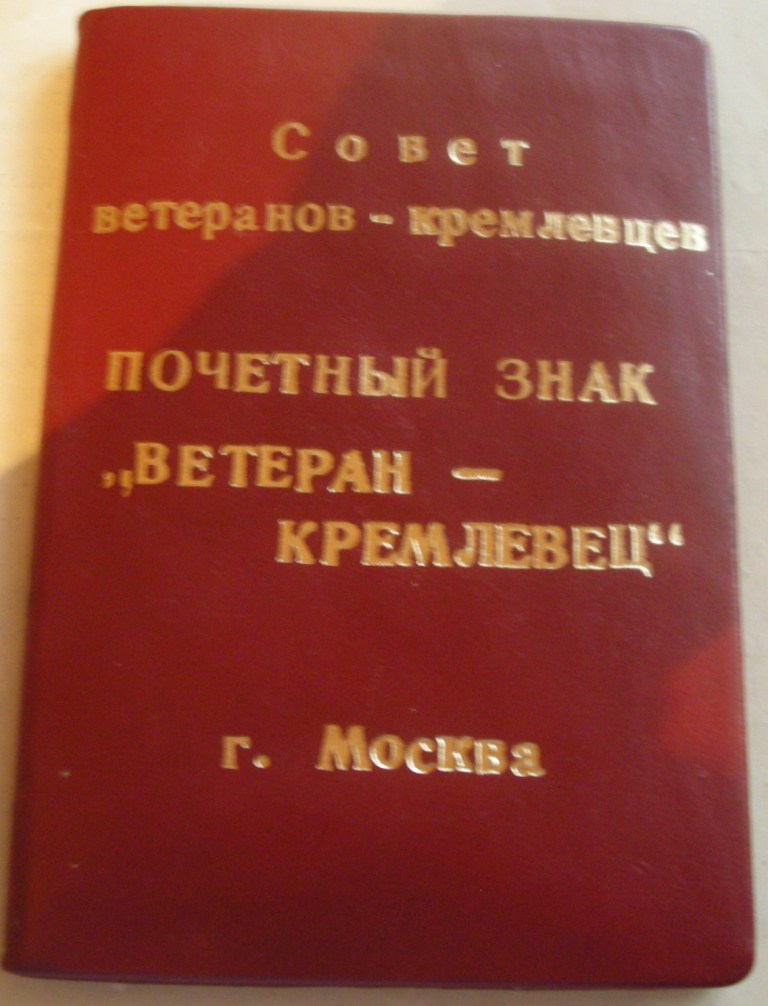 Совет
ветеранов - кремлевцев
ПОЧЕТНЫЙ ЗНАК
„ВЕТЕРАН –
КРЕМЛЕВЕЦ“
г. Москва